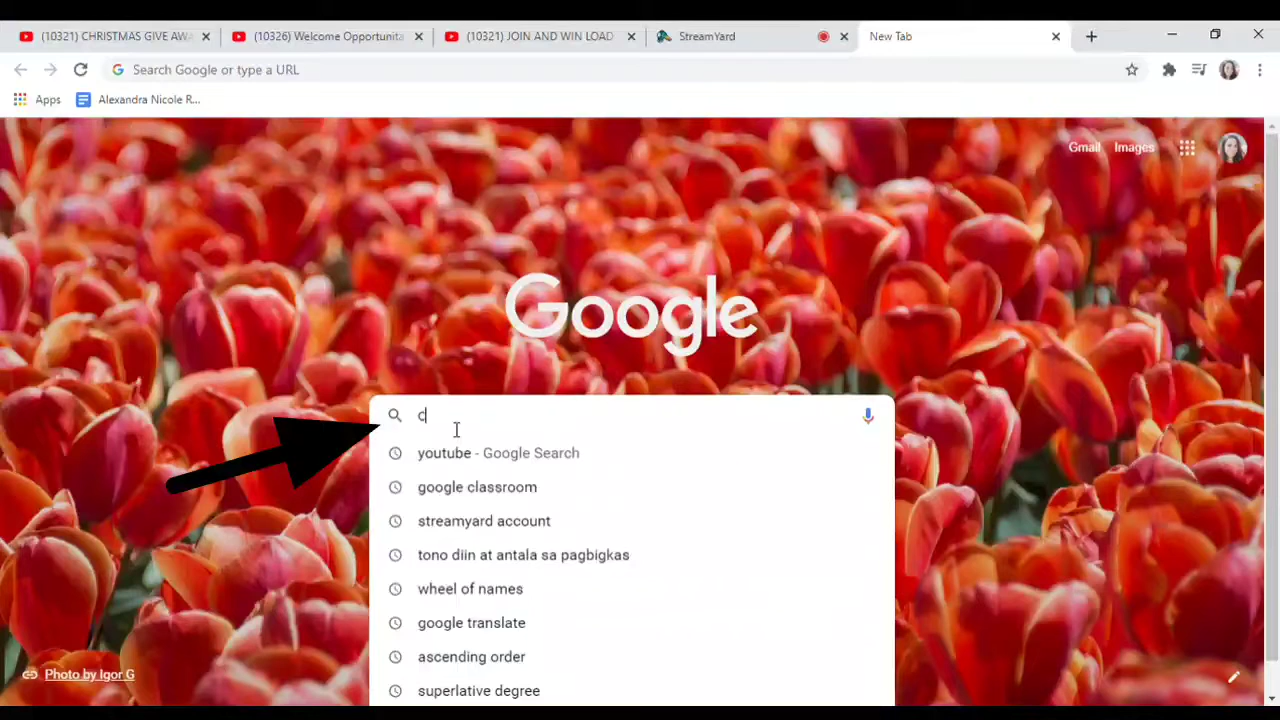 (10321) CHRISTMAS GIVE AWA
(10326) Welcome Opportunita
(10321) JOIN AND WIN LOAD
StreamYard
New Tab
Search Google or type a URL
Apps
Alexandra Nicole R...
Gmail
Images
Google
c
youtube - Google Search
google classroom
streamyard account
tono diin at antala sa pagbigkas
wheel of names
google translate
ascending order
superlative degree
Photo by Igor G